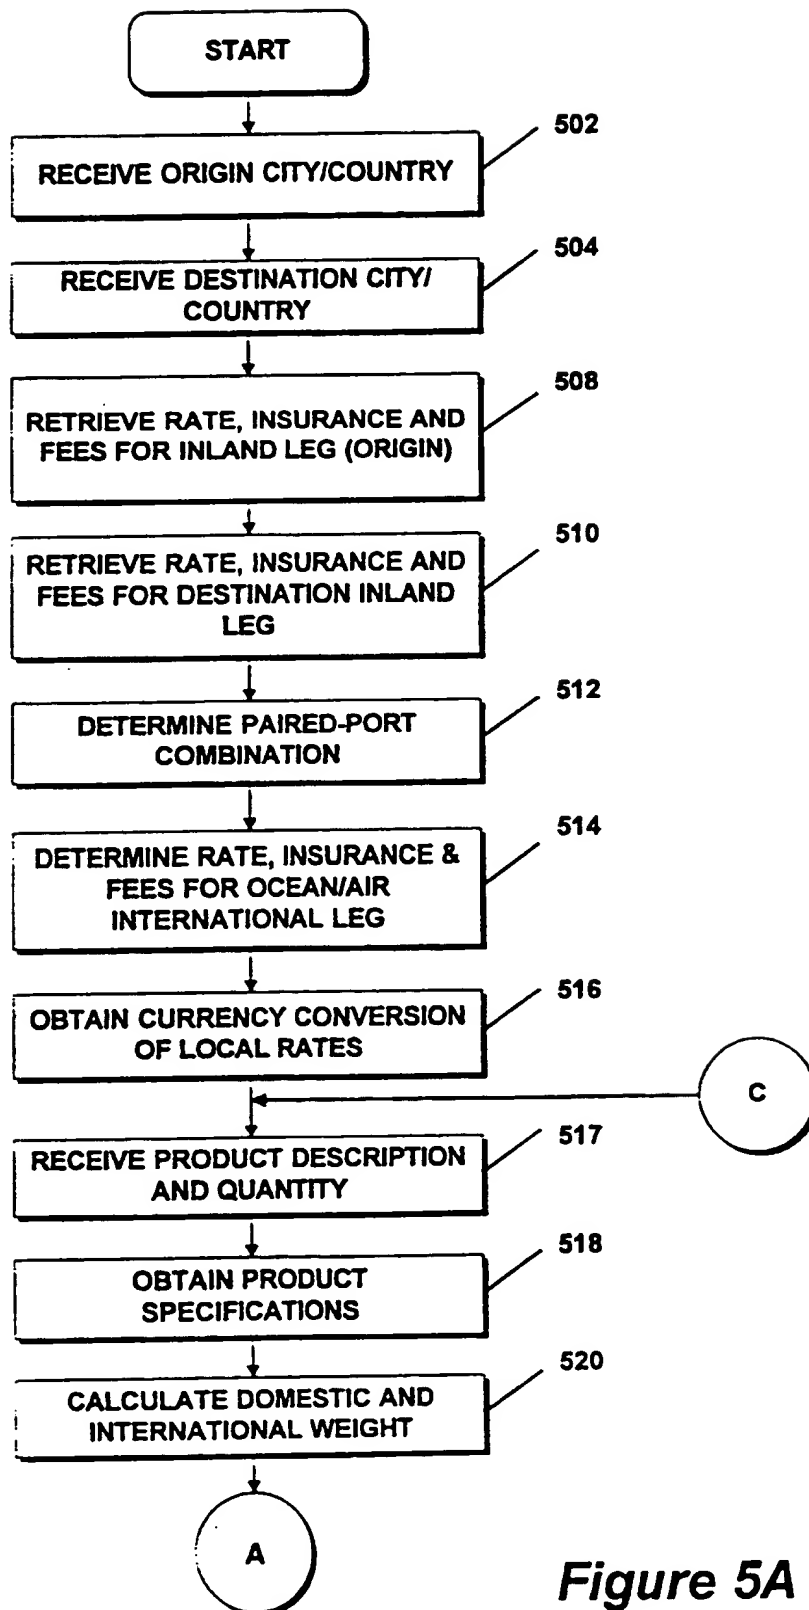 START
502
RECEIVE ORIGIN CITY/COUNTRY
504
RECEIVE DESTINATION CITY/
COUNTRY
508
RETRIEVE RATE, INSURANCE AND
FEES FOR INLAND LEG (ORIGIN)
510
RETRIEVE RATE, INSURANCE AND
FEES FOR DESTINATION INLAND
LEG
512
DETERMINE PAIRED-PORT
COMBINATION
514
DETERMINE RATE, INSURANCE &
FEES FOR OCEAN/AIR
INTERNATIONAL LEG
516
OBTAIN CURRENCY CONVERSION
OF LOCAL RATES
C
517
RECEIVE PRODUCT DESCRIPTION
AND QUANTITY
518
OBTAIN PRODUCT
SPECIFICATIONS
520
CALCULATE DOMESTIC AND
INTERNATIONAL WEIGHT
A
Figure 5A